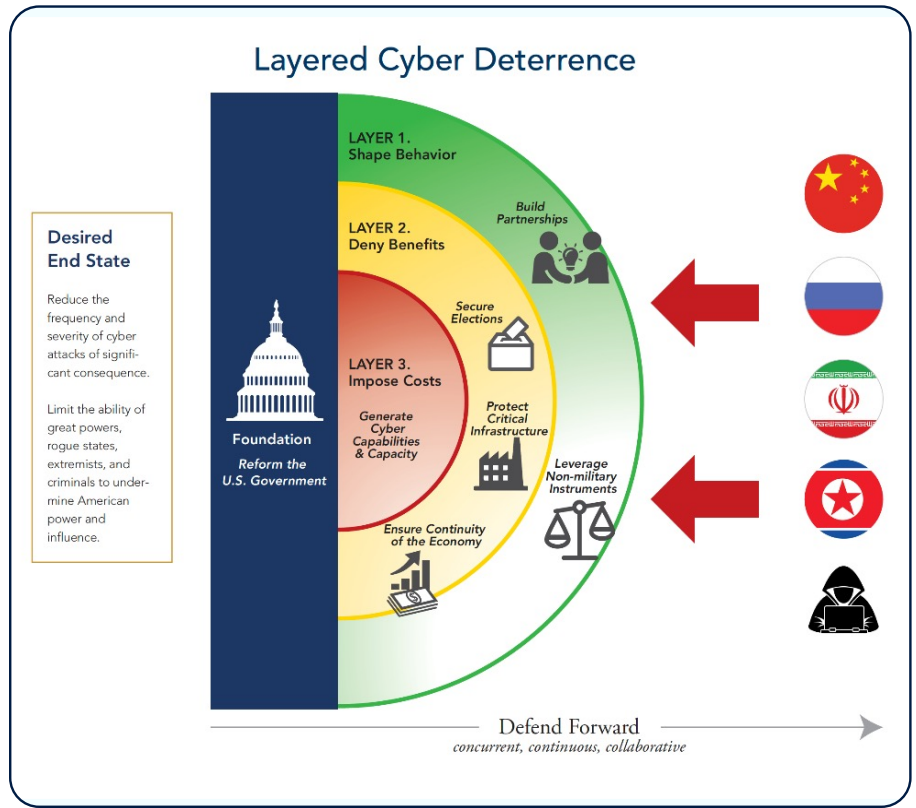 Layered Cyber Deterrence
Desired
End State
Reduce the
frequency and
severity of cyber
attacks of signifi-
cant consequence.
Limit the ability of
great powers,
rogue states,
extremists, and
criminals to under-
mine American
power and
influence.
Foundation
Reform the
U.S. Government
LAYER 1.
Shape Behavior
Build
Partnerships
Leverage
Non-military
Instruments
LAYER 2.
Deny Benefits
Secure
Elections
Protect
Critical
Infrastructure
Ensure Continuity
of the Economy
LAYER 3.
Impose Costs
Generate
Cyber
Capabilities
& Capacity
Defend Forward
concurrent, continuous, collaborative